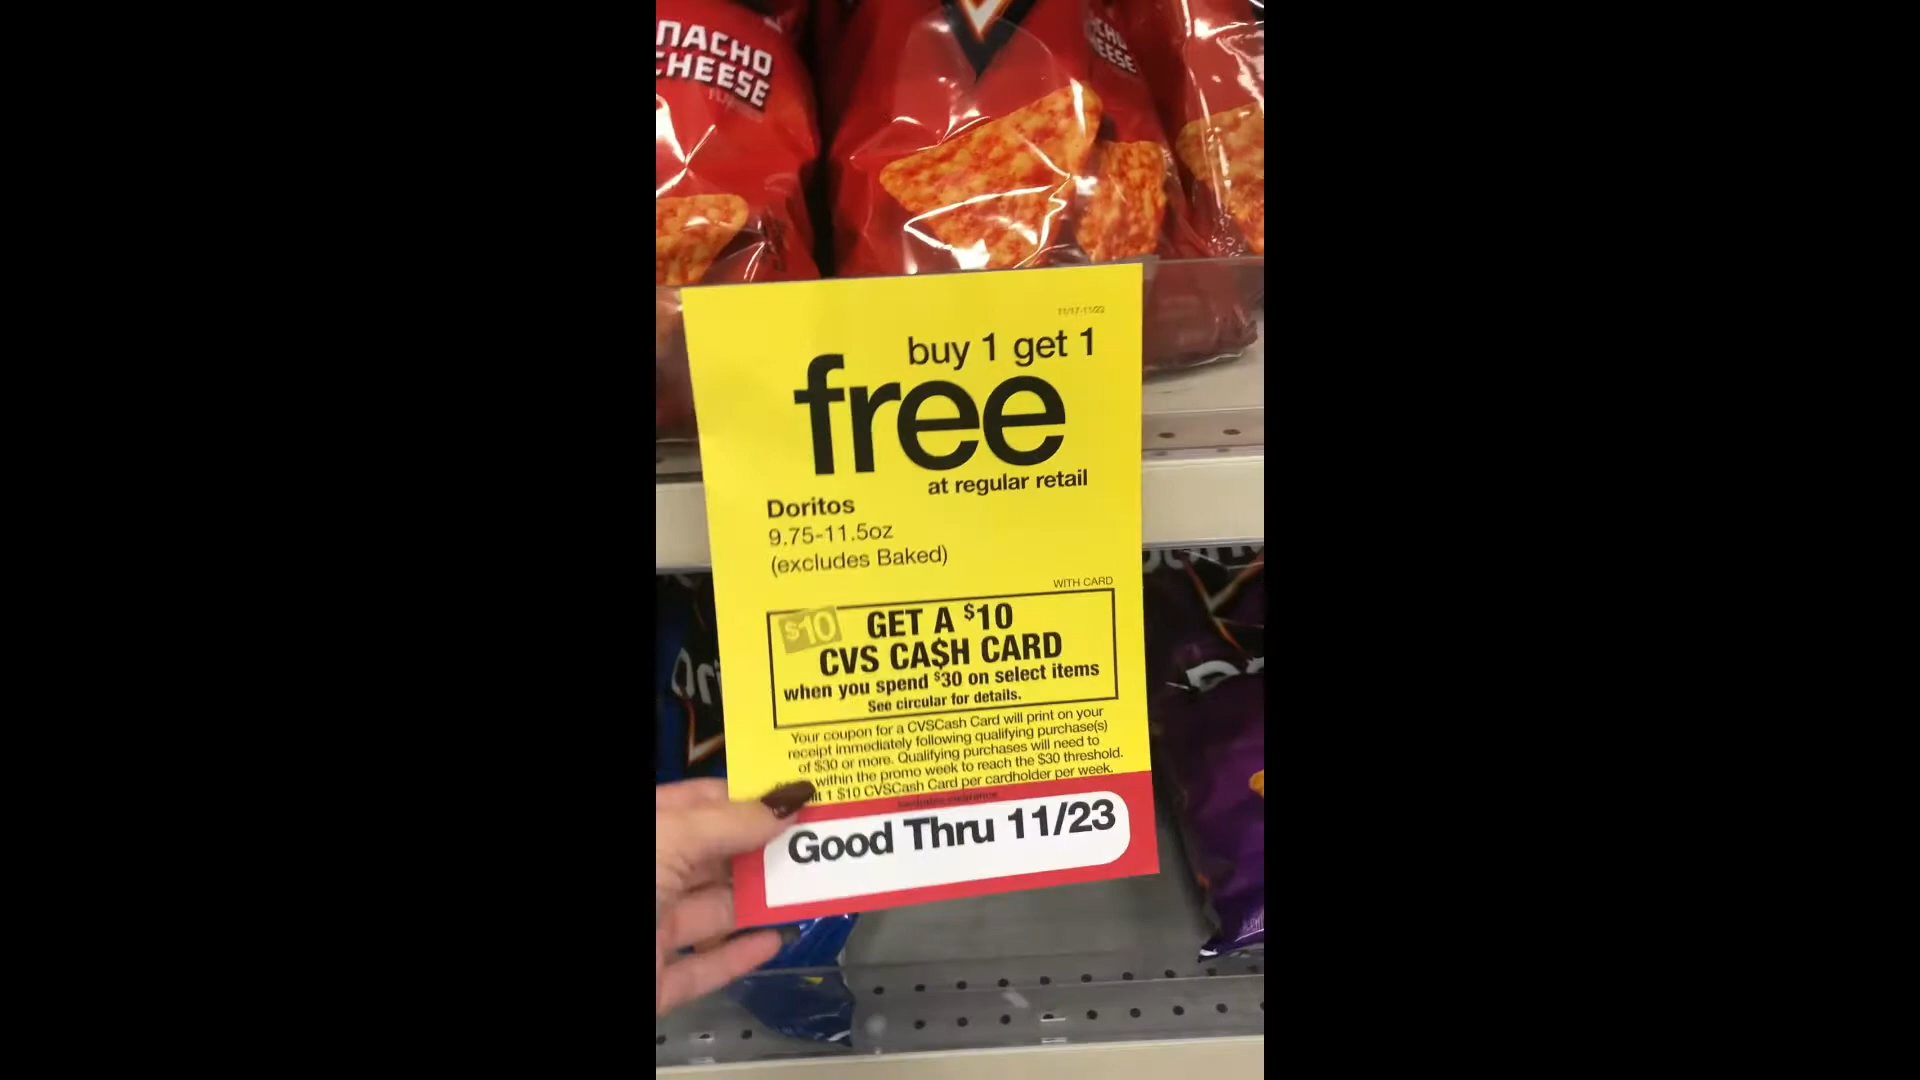 NACHO
CHEESE
11/17-11/23
buy 1 get 1
free
at regular retail
Doritos
9.75-11.5oz
(excludes Baked)
WITH CARD
$10 GET A $10
CVS CA$H CARD
when you spend $30 on select items
See circular for details.
Your coupon for a CVSCash Card will print on your
receipt immediately following qualifying purchase(s)
of $30 or more. Qualifying purchases will need to
within the promo week to reach the $30 threshold.
1 $10 CVSCash Card per cardholder per week.
Good Thru 11/23